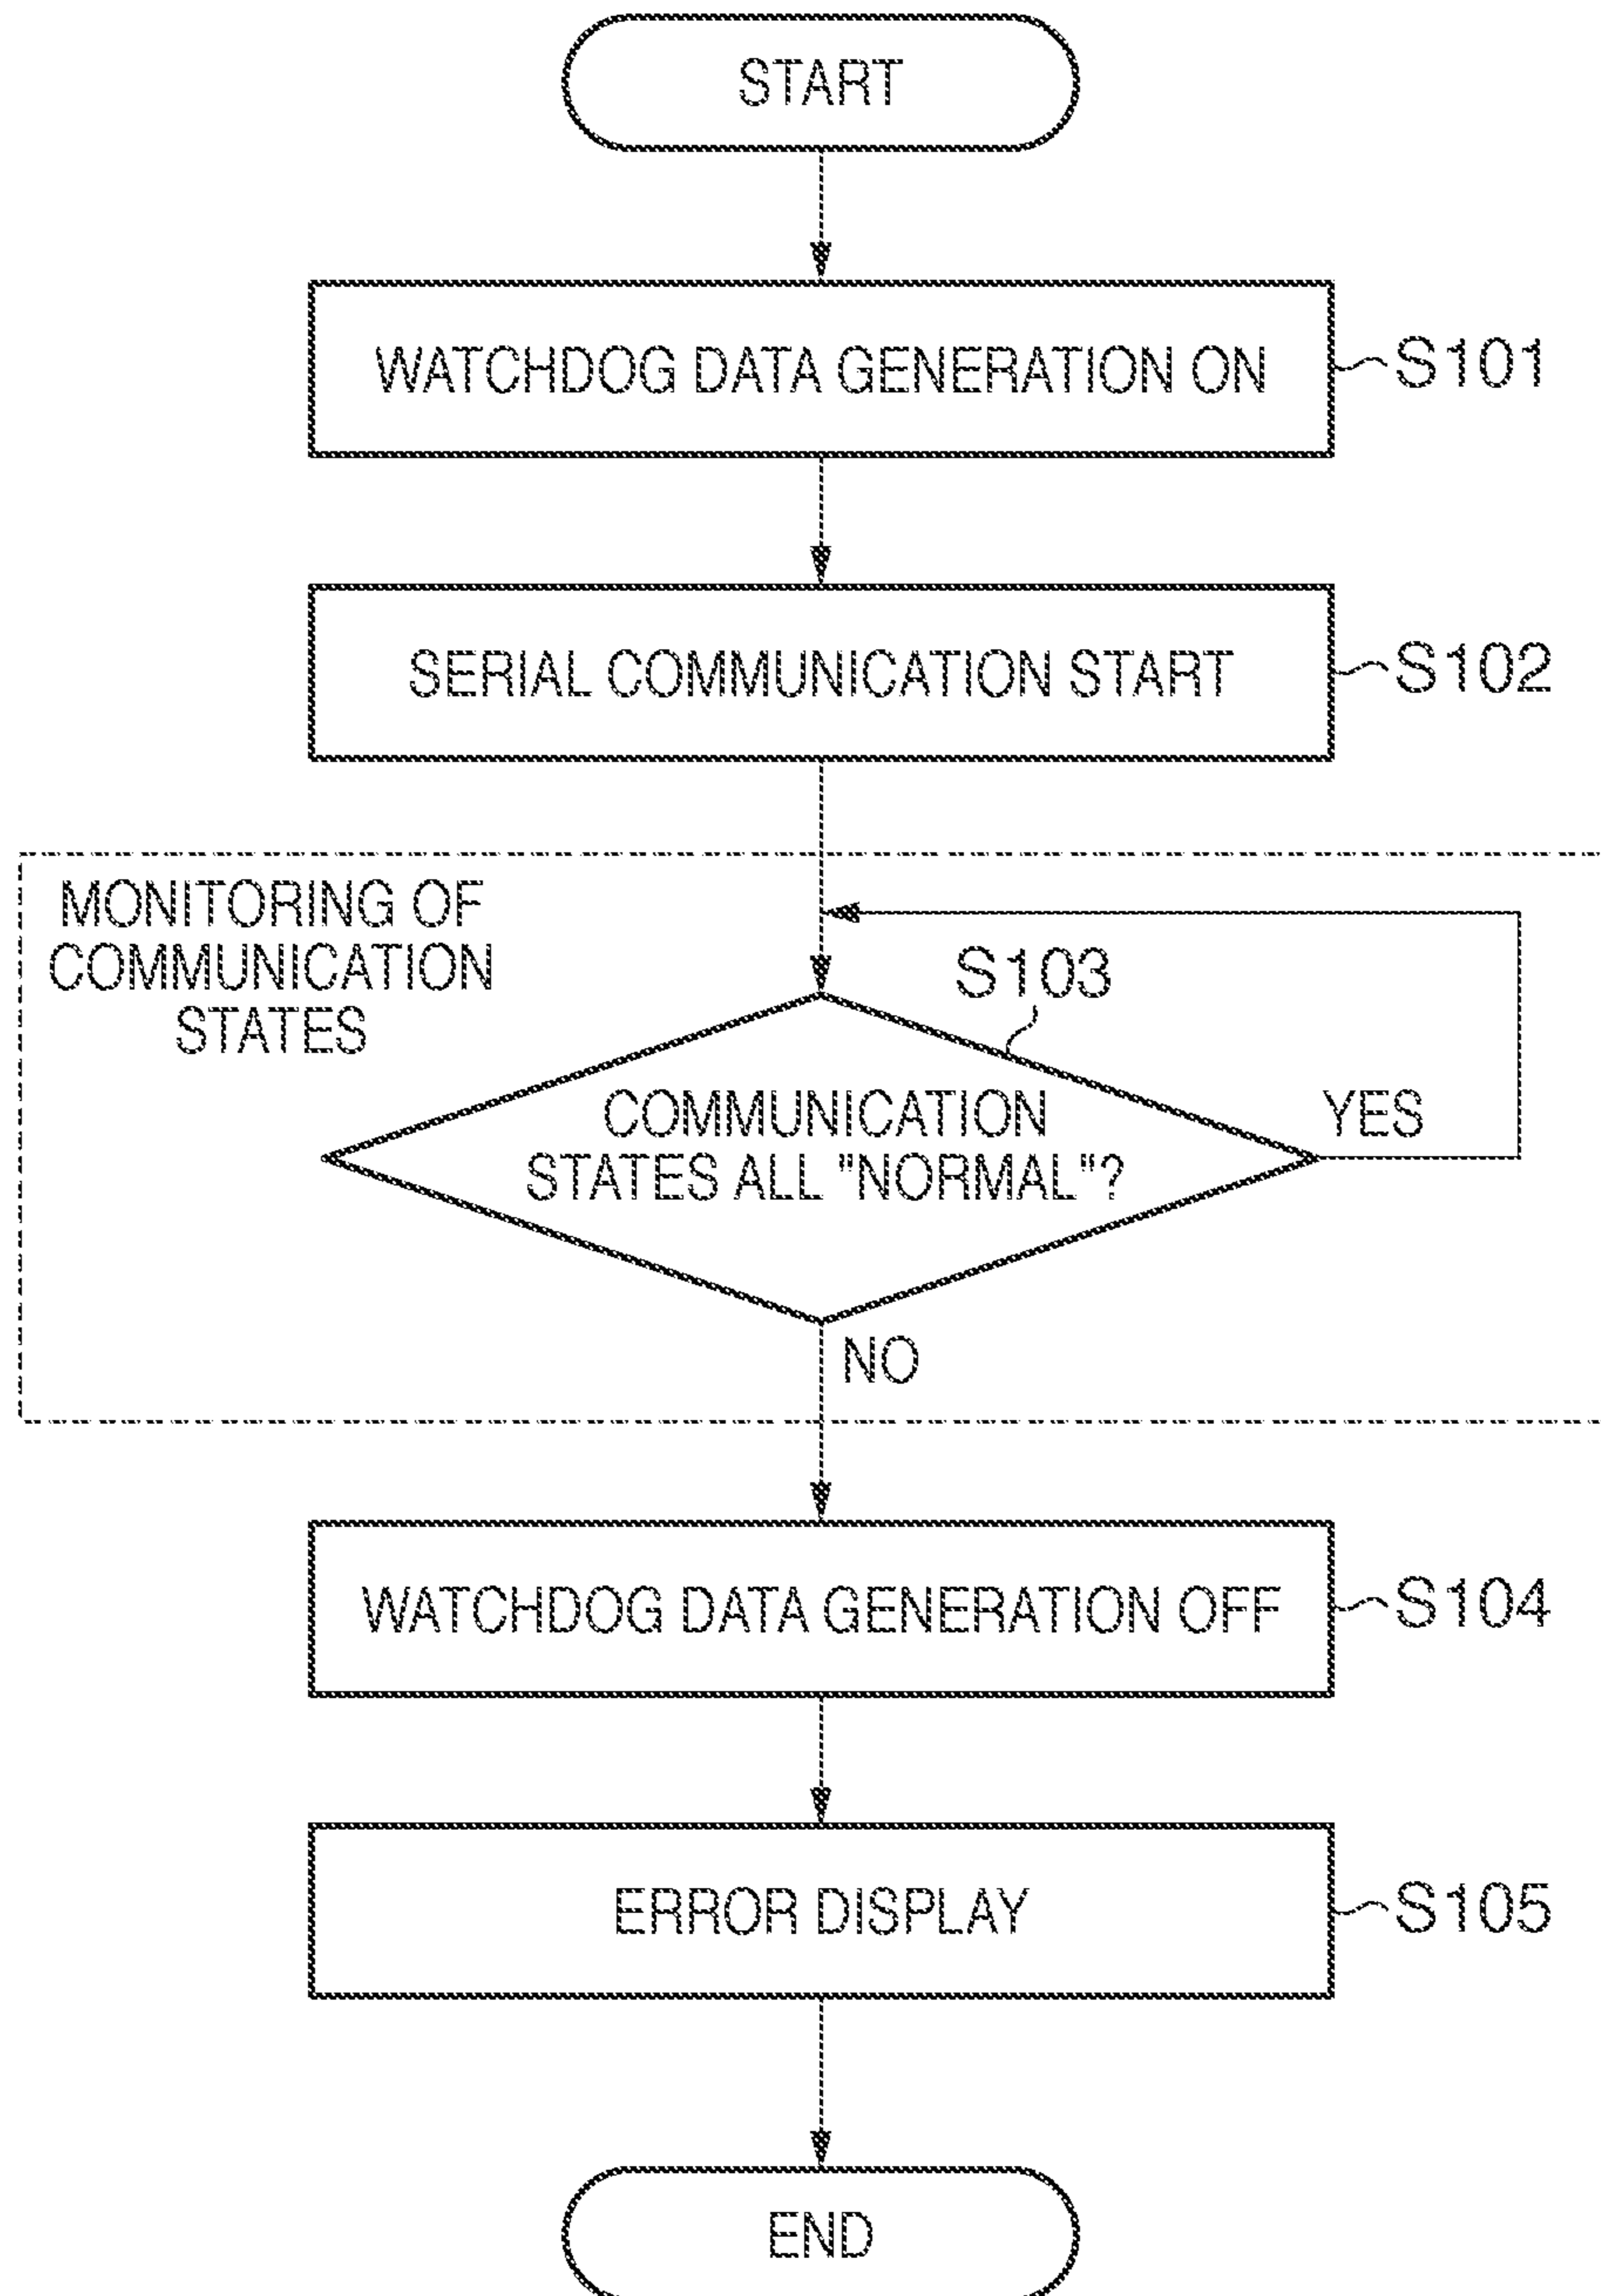 START
WATCHDOG DATA GENERATION ON
S101
SERIAL COMMUNICATION START
S102
MONITORING OF
COMMUNICATION
STATES
S103
COMMUNICATION
STATES ALL "NORMAL"?
YES
NO
WATCHDOG DATA GENERATION OFF
S104
ERROR DISPLAY
S105
END